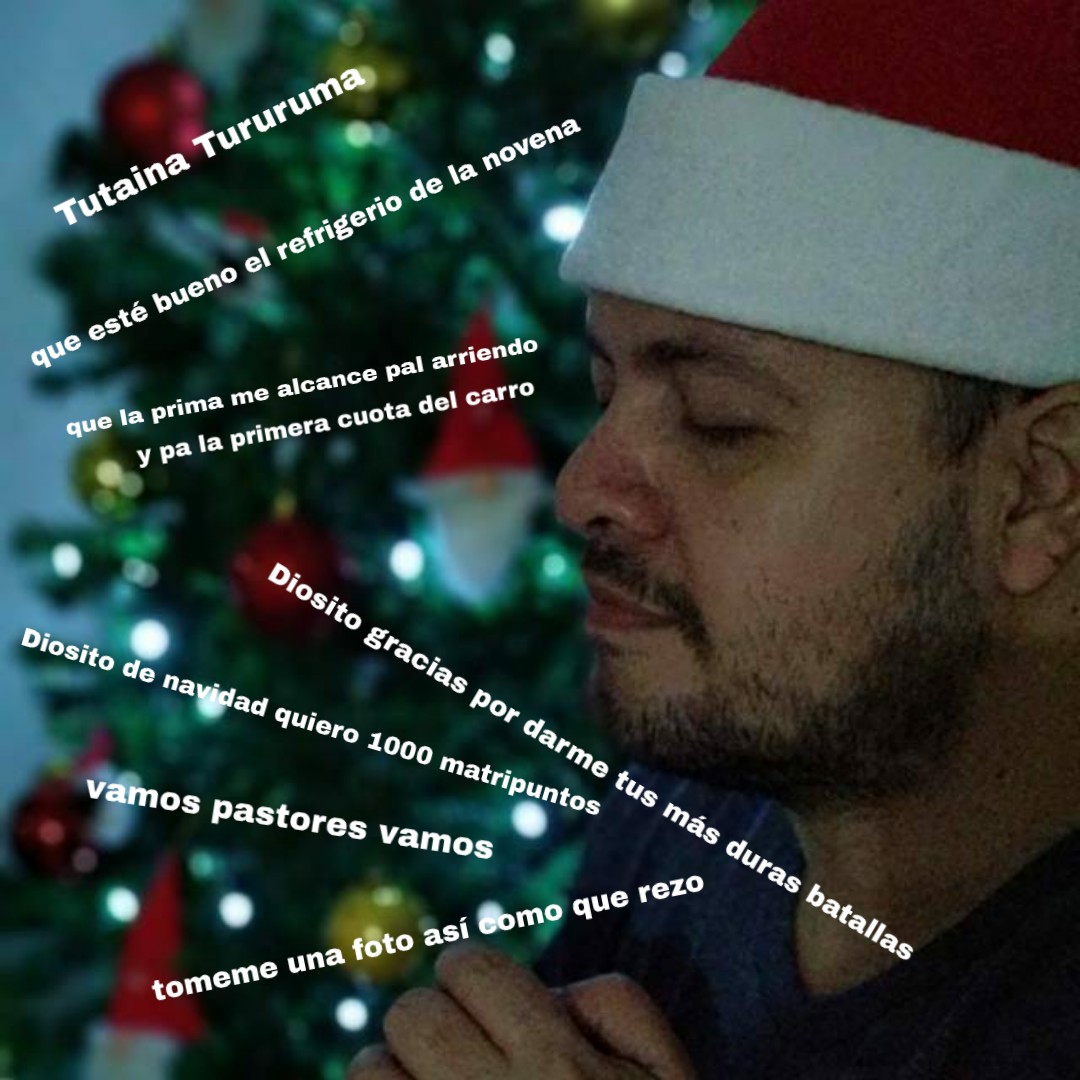 Tutaina Tururuma
que esté bueno el refrigerio de la novena
que la prima me alcance pal arriendo
y pa la primera cuota del carro
Diosito gracias por darme tus más duras batallas
Diosito de navidad quiero 1000 matripuntos
vamos pastores vamos
tomeme una foto así como que rezo